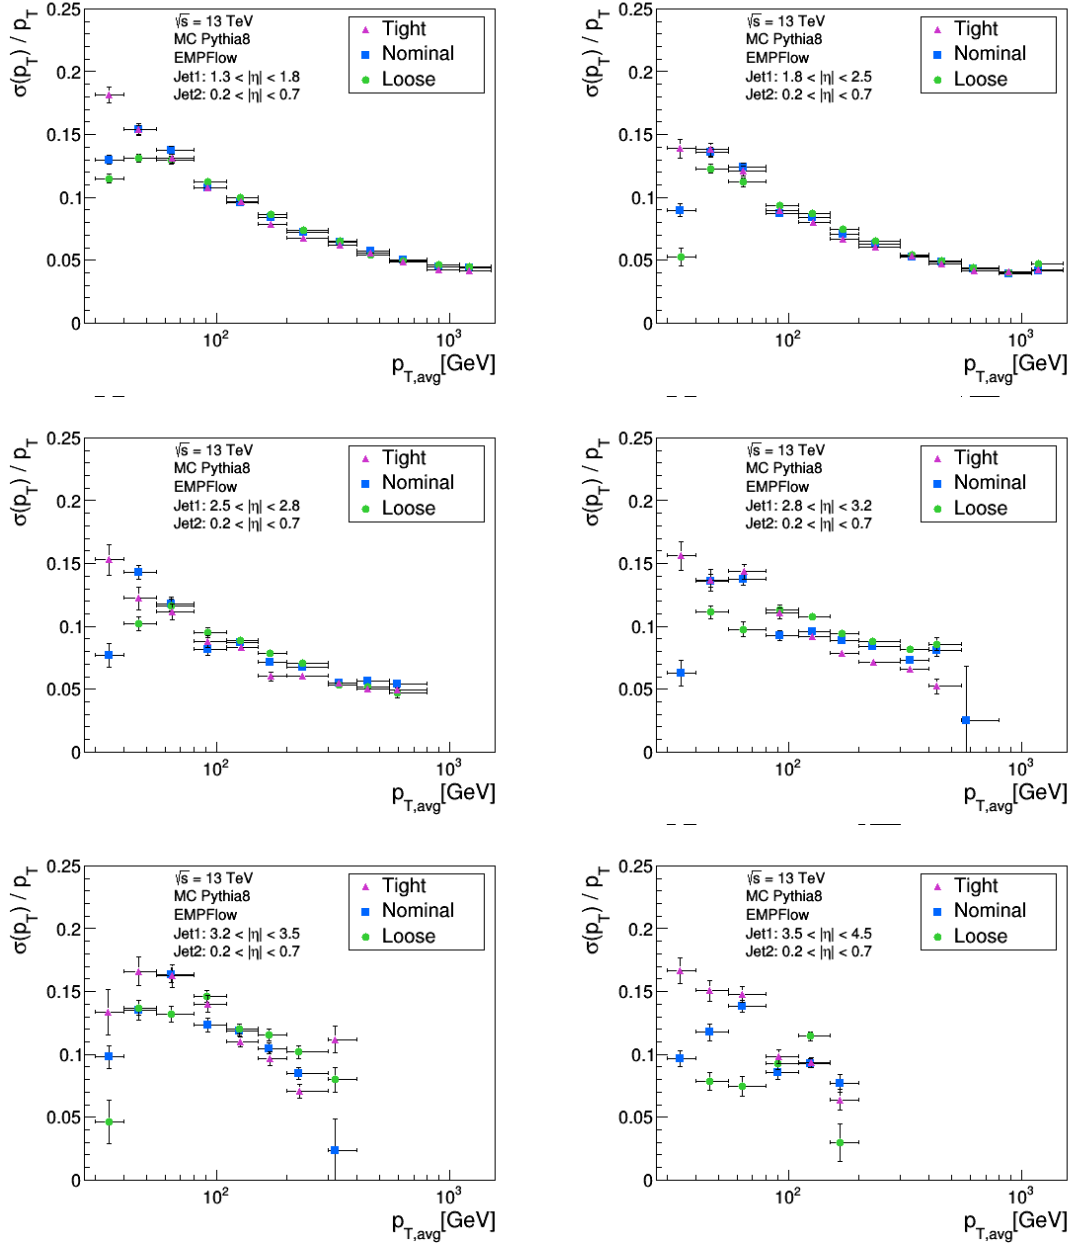 0.25
0.2
0.15
0.1
0.05
0
σ(p_T) / p_T
√s = 13 TeV
MC Pythia8
EMPFlow
Jet1: 1.3 < |η| < 1.8
Jet2: 0.2 < |η| < 0.7
Tight
Nominal
Loose
10²
10³
p_T,avg[GeV]
0.25
0.2
0.15
0.1
0.05
0
σ(p_T) / p_T
√s = 13 TeV
MC Pythia8
EMPFlow
Jet1: 1.8 < |η| < 2.5
Jet2: 0.2 < |η| < 0.7
Tight
Nominal
Loose
10²
10³
p_T,avg[GeV]
0.25
0.2
0.15
0.1
0.05
0
σ(p_T) / p_T
√s = 13 TeV
MC Pythia8
EMPFlow
Jet1: 2.5 < |η| < 2.8
Jet2: 0.2 < |η| < 0.7
Tight
Nominal
Loose
10²
10³
p_T,avg[GeV]
0.25
0.2
0.15
0.1
0.05
0
σ(p_T) / p_T
√s = 13 TeV
MC Pythia8
EMPFlow
Jet1: 2.8 < |η| < 3.2
Jet2: 0.2 < |η| < 0.7
Tight
Nominal
Loose
10²
10³
p_T,avg[GeV]
0.25
0.2
0.15
0.1
0.05
0
σ(p_T) / p_T
√s = 13 TeV
MC Pythia8
EMPFlow
Jet1: 3.2 < |η| < 3.5
Jet2: 0.2 < |η| < 0.7
Tight
Nominal
Loose
10²
10³
p_T,avg[GeV]
0.25
0.2
0.15
0.1
0.05
0
σ(p_T) / p_T
√s = 13 TeV
MC Pythia8
EMPFlow
Jet1: 3.5 < |η| < 4.5
Jet2: 0.2 < |η| < 0.7
Tight
Nominal
Loose
10²
10³
p_T,avg[GeV]